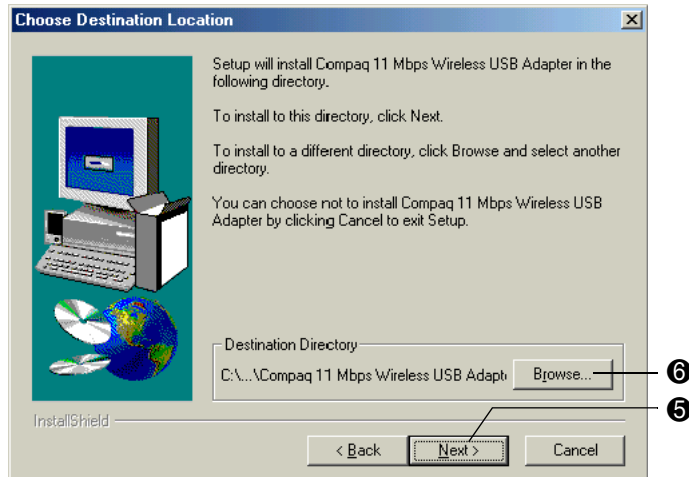 Choose Destination Location
Setup will install Compaq 11 Mbps Wireless USB Adapter in the
following directory.
To install to this directory, click Next.
To install to a different directory, click Browse and select another
directory.
You can choose not to install Compaq 11 Mbps Wireless USB
Adapter by clicking Cancel to exit Setup.
Destination Directory
C:\...\Compaq 11 Mbps Wireless USB Adapt
Browse...
❻
❺
InstallShield
< Back
Next >
Cancel